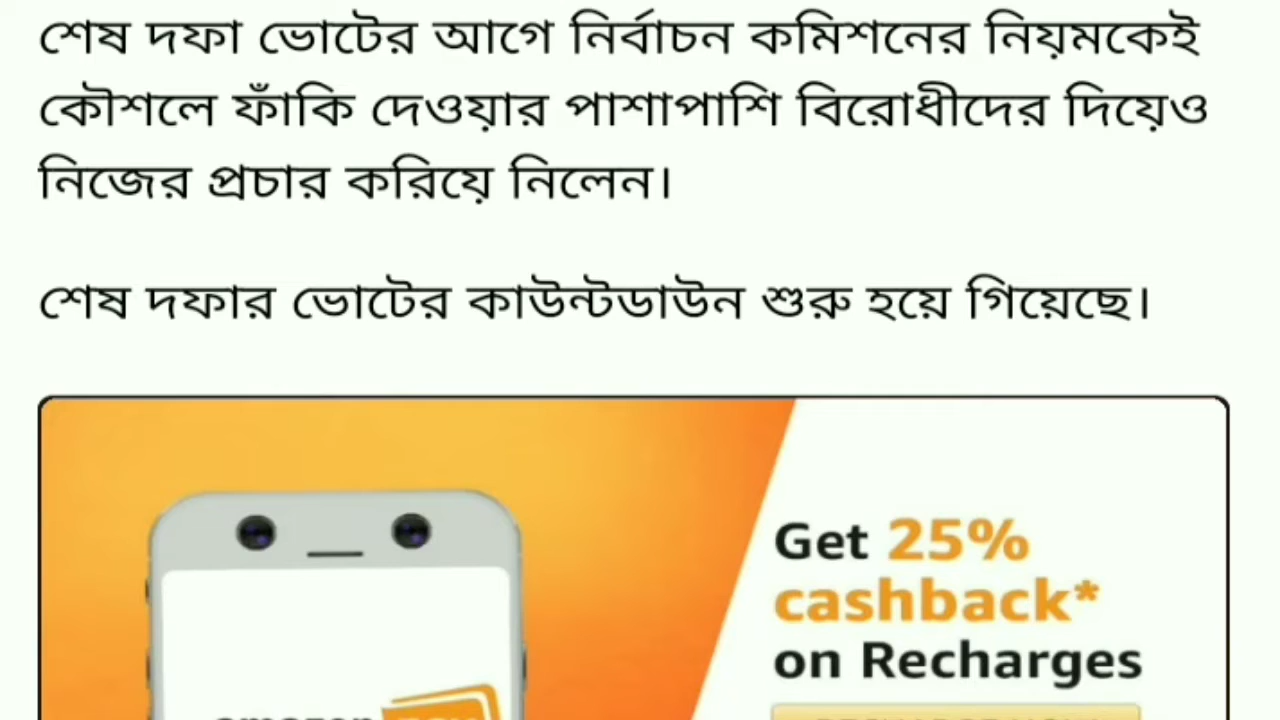 শেষ দফা ভোটের আগে নির্বাচন কমিশনের নিয়মকেই
কৌশলে ফাঁকি দেওয়ার পাশাপাশি বিরোধীদের দিয়েও
নিজের প্রচার করিয়ে নিলেন।
শেষ দফার ভোটের কাউন্টডাউন শুরু হয়ে গিয়েছে।
Get 25%
cashback*
on Recharges